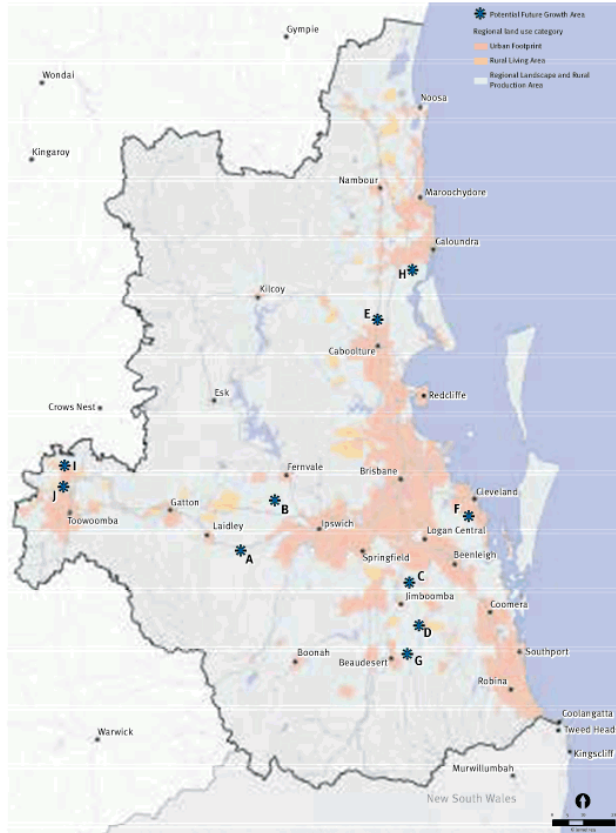 Potential Future Growth Area
Regional land use category
Urban Footprint
Rural Living Area
Regional Landscape and Rural
Production Area
Gympie
Wondai
Noosa
Kingaroy
Nambour
Maroochydore
Caloundra
H
Kilcoy
E
Caboolture
Esk
Redcliffe
Crows Nest
I
Fernvale
Brisbane
J
Cleveland
B
Gatton
F
Toowoomba
Ipswich
Laidley
Logan Central
A
Springfield
Beenleigh
C
Jimboomba
Coomera
D
Boonah
Beaudesert
G
Southport
Robina
Coolangatta
Tweed Head
Warwick
Kingscliff
Murwillumbah
New South Wales